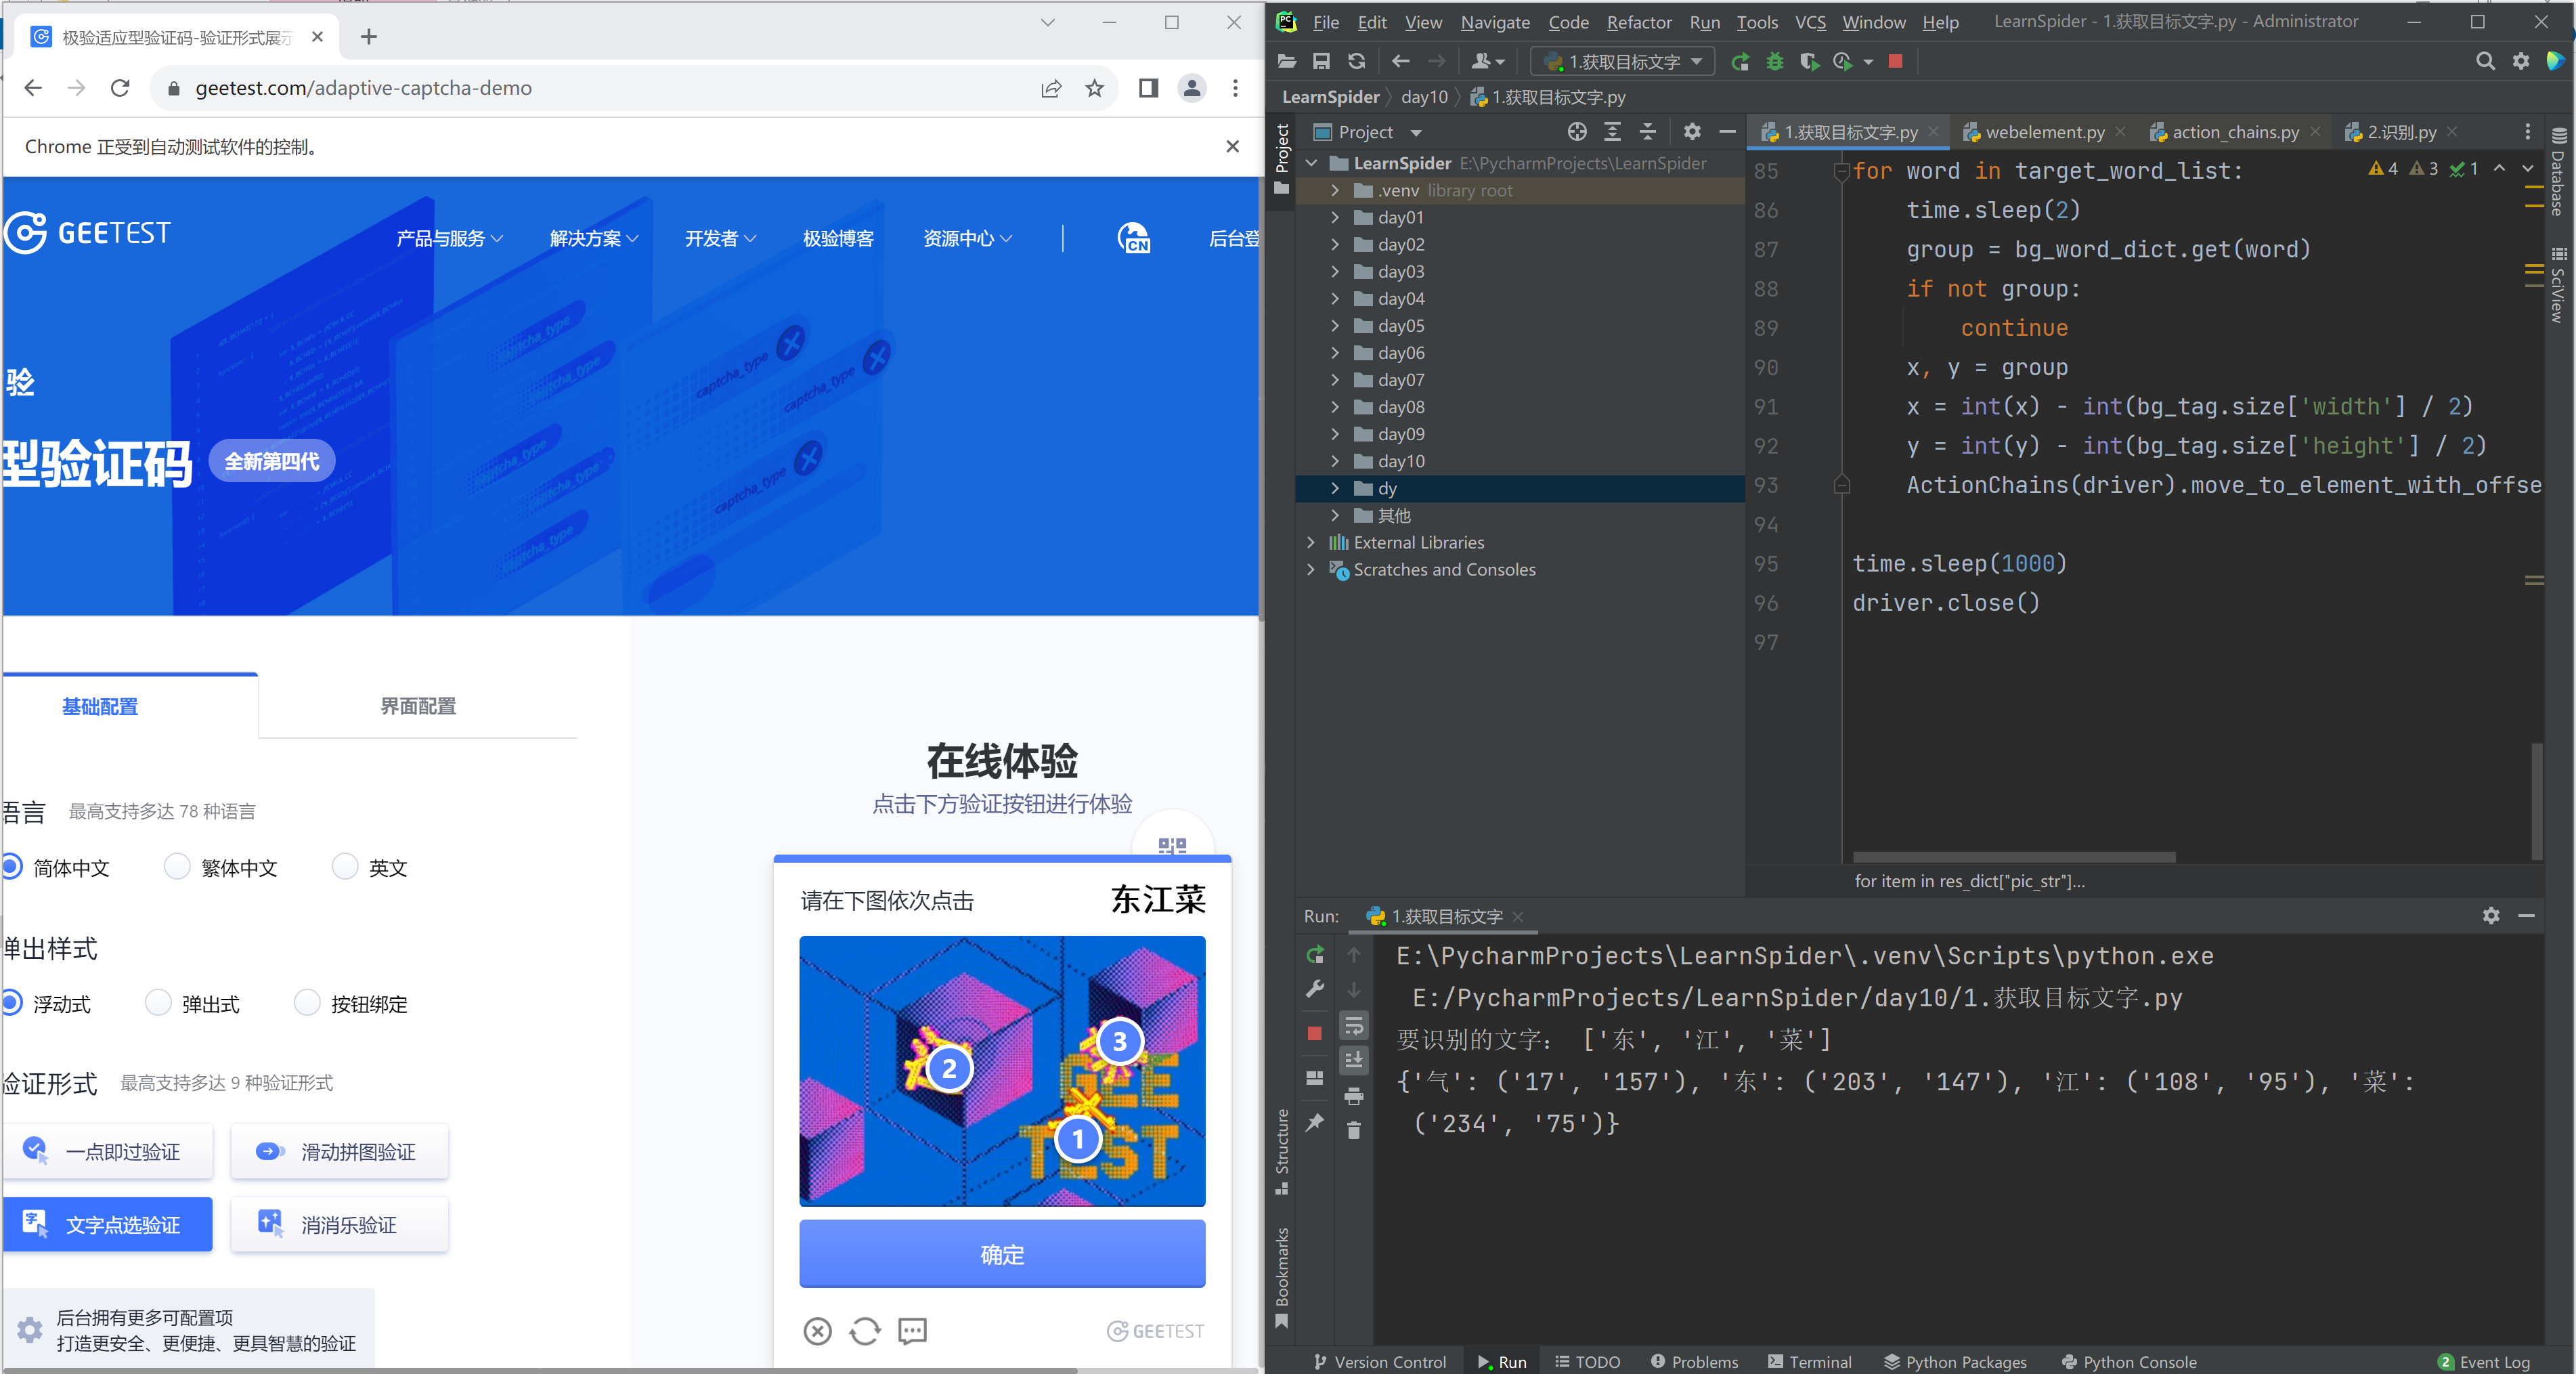 极验适应型验证码-验证形式展示
geetest.com/adaptive-captcha-demo
Chrome 正受到自动测试软件的控制。
GEETEST
产品与服务
解决方案
开发者
极验博客
资源中心
CN
后台登
captcha_type
captcha_type
captcha_type
captcha_type
验
型验证码
全新第四代
基础配置
界面配置
语言 最高支持多达 78 种语言
简体中文
繁体中文
英文
弹出样式
浮动式
弹出式
按钮绑定
验证形式 最高支持多达 9 种验证形式
一点即过验证
滑动拼图验证
文字点选验证
消消乐验证
后台拥有更多可配置项
打造更安全、更便捷、更具智慧的验证
在线体验
点击下方验证按钮进行体验
请在下图依次点击 东江菜
3
2
GEE
1
TEST
确定
GEETEST
File Edit View Navigate Code Refactor Run Tools VCS Window Help
LearnSpider - 1.获取目标文字.py - Administrator
1.获取目标文字
LearnSpider day10 1.获取目标文字.py
Project
Project
LearnSpider E:\PycharmProjects\LearnSpider
.venv library root
day01
day02
day03
day04
day05
day06
day07
day08
day09
day10
dy
其他
External Libraries
Scratches and Consoles
1.获取目标文字.py
webelement.py
action_chains.py
2.识别.py
4 3 1
85 for word in target_word_list:
86 time.sleep(2)
87 group = bg_word_dict.get(word)
88 if not group:
89 continue
90 x, y = group
91 x = int(x) - int(bg_tag.size['width'] / 2)
92 y = int(y) - int(bg_tag.size['height'] / 2)
93 ActionChains(driver).move_to_element_with_offse
94
95 time.sleep(1000)
96 driver.close()
97
for item in res_dict["pic_str"]...
Database
SciView
Run: 1.获取目标文字
E:\PycharmProjects\LearnSpider\.venv\Scripts\python.exe
E:/PycharmProjects/LearnSpider/day10/1.获取目标文字.py
要识别的文字： ['东', '江', '菜']
{'气': ('17', '157'), '东': ('203', '147'), '江': ('108', '95'), '菜':
('234', '75')}
Structure
Bookmarks
Version Control
Run
TODO
Problems
Terminal
Python Packages
Python Console
2 Event Log